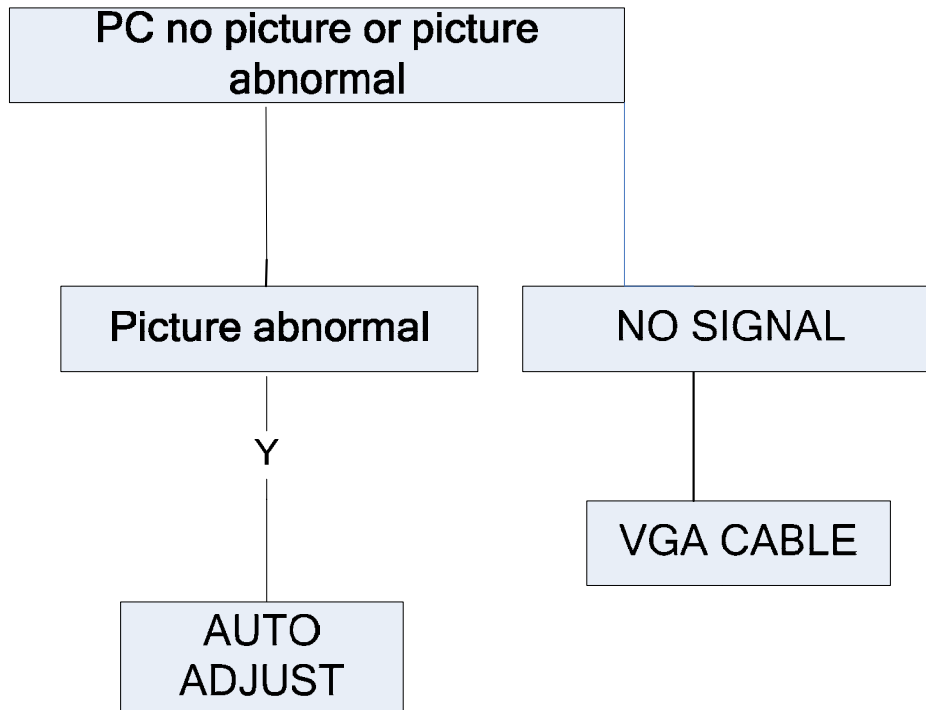 PC no picture or picture
abnormal
Picture abnormal
NO SIGNAL
Y
VGA CABLE
AUTO
ADJUST